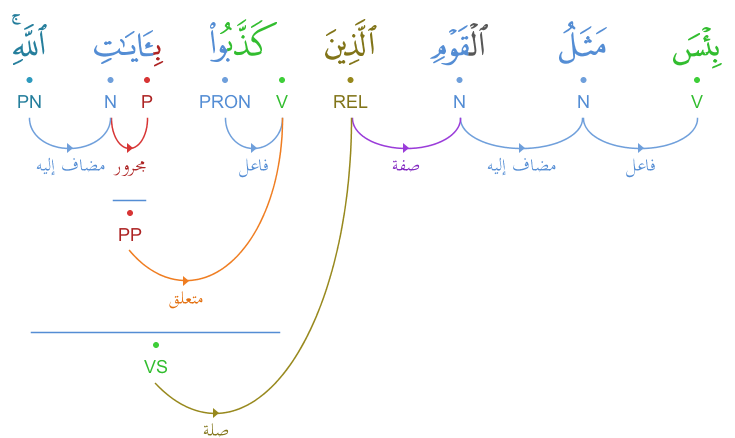 بِئْسَ مَثَلُ ٱلْقَوْمِ ٱلَّذِينَ كَذَّبُوا۟ بِـَٔايَـٰتِ ٱللَّهِ ۚ
V N N REL V PRON P N PN
فاعل مضاف إليه صفة فاعل مجرور مضاف إليه
PP
متعلق
VS
صلة